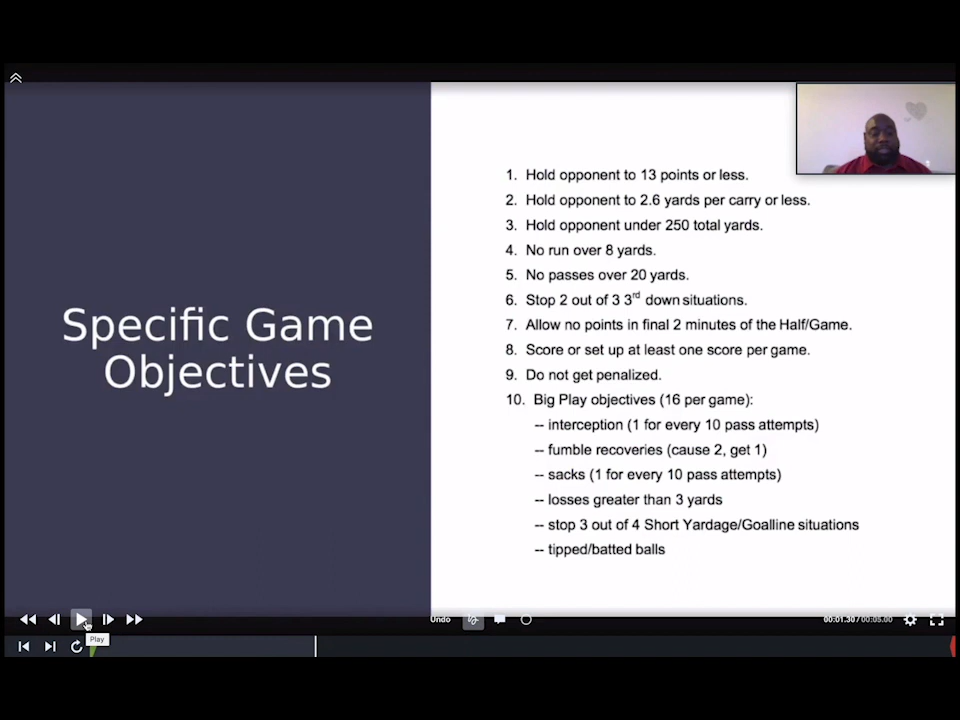 Specific Game
Objectives
1. Hold opponent to 13 points or less.
2. Hold opponent to 2.6 yards per carry or less.
3. Hold opponent under 250 total yards.
4. No run over 8 yards.
5. No passes over 20 yards.
6. Stop 2 out of 3 3rd down situations.
7. Allow no points in final 2 minutes of the Half/Game.
8. Score or set up at least one score per game.
9. Do not get penalized.
10. Big Play objectives (16 per game):
-- interception (1 for every 10 pass attempts)
-- fumble recoveries (cause 2, get 1)
-- sacks (1 for every 10 pass attempts)
-- losses greater than 3 yards
-- stop 3 out of 4 Short Yardage/Goalline situations
-- tipped/batted balls
Undo
00:01.30 / 00:05.00
Play